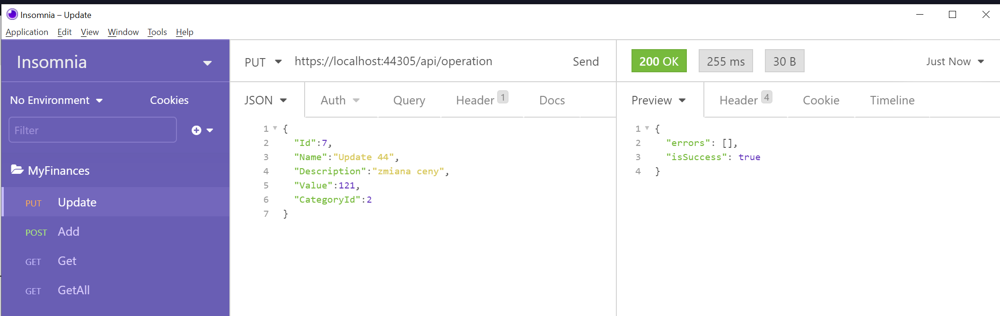 Insomnia – Update
Application Edit View Window Tools Help
Insomnia
No Environment Cookies
Filter
MyFinances
PUT Update
POST Add
GET Get
GET GetAll
PUT https://localhost:44305/api/operation Send
JSON Auth Query Header 1 Docs
1 {
2 "Id":7,
3 "Name":"Update 44",
4 "Description":"zmiana ceny",
5 "Value":121,
6 "CategoryId":2
7 }
200 OK 255 ms 30 B Just Now
Preview Header 4 Cookie Timeline
1 {
2 "errors": [],
3 "isSuccess": true
4 }